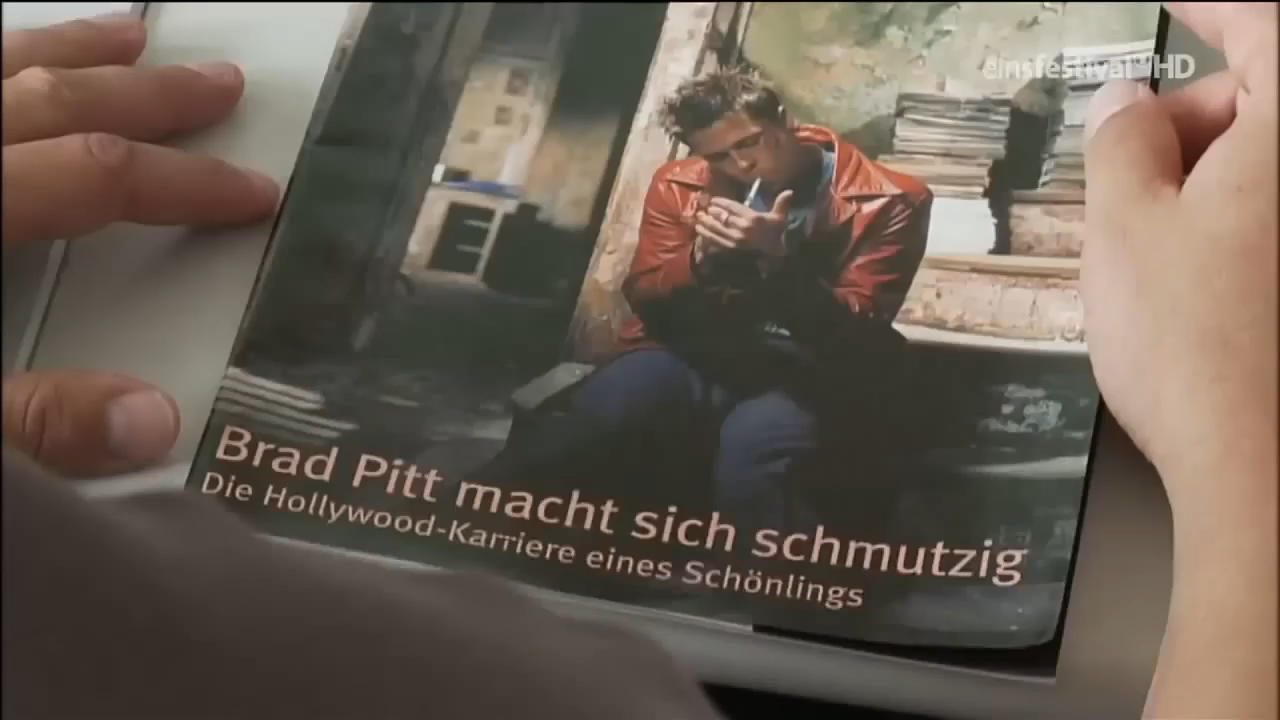 einsfestival HD
Brad Pitt macht sich schmutzig
Die Hollywood-Karriere eines Schönlings